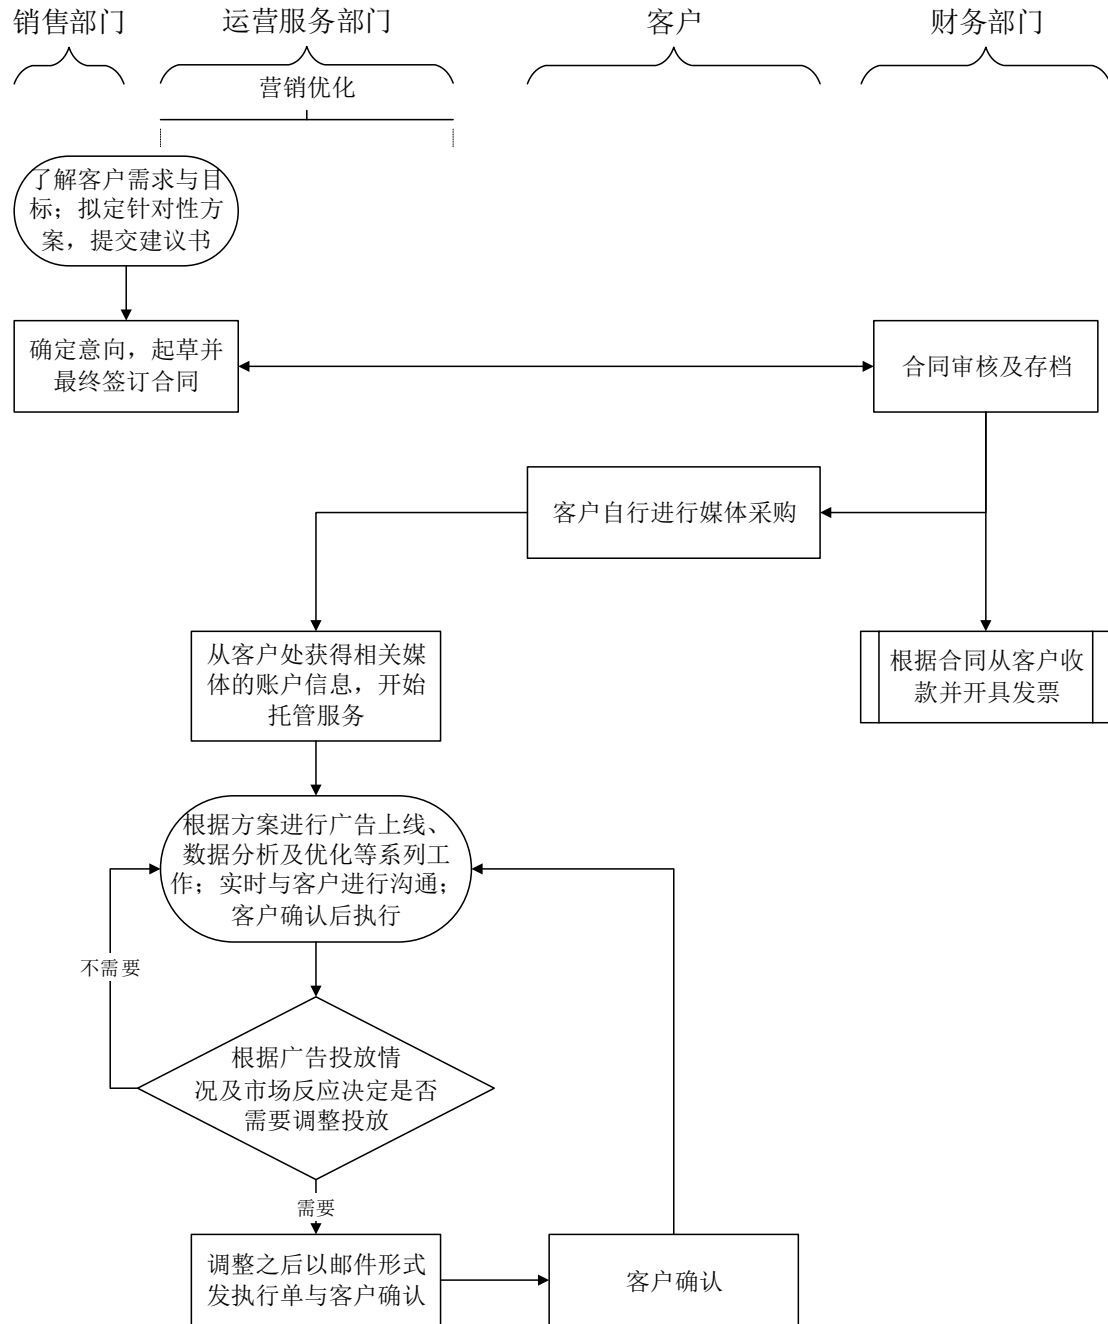 销售部门
运营服务部门
客户
财务部门
营销优化
了解客户需求与目
标；拟定针对性方
案，提交建议书
确定意向，起草并
最终签订合同
合同审核及存档
客户自行进行媒体采购
从客户处获得相关媒
体的账户信息，开始
托管服务
根据合同从客户收
款并开具发票
根据方案进行广告上线、
数据分析及优化等系列工
作；实时与客户进行沟通；
客户确认后执行
不需要
根据广告投放情
况及市场反应决定是否
需要调整投放
需要
调整之后以邮件形式
发执行单与客户确认
客户确认